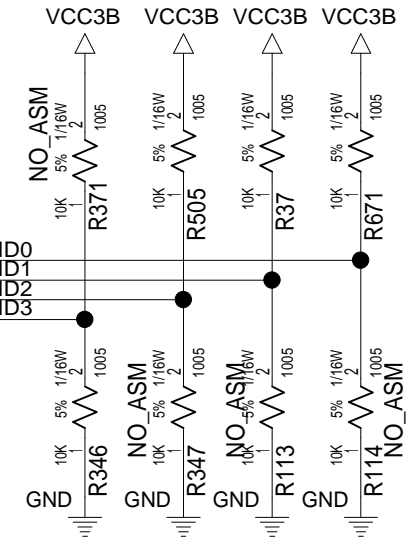 VCC3B VCC3B VCC3B VCC3B
NO_ASM 10K 5% 1/16W 1 2 1005 R371
10K 5% 1/16W 1 2 1005 R505
10K 5% 1/16W 1 2 1005 R37
10K 5% 1/16W 1 2 1005 R671
ID0
ID1
ID2
ID3
10K 5% 1/16W 1 2 1005 R346
NO_ASM 10K 5% 1/16W 1 2 1005 R347
NO_ASM 10K 5% 1/16W 1 2 1005 R113
10K 5% 1/16W 1 2 1005 R114 NO_ASM
GND GND GND GND